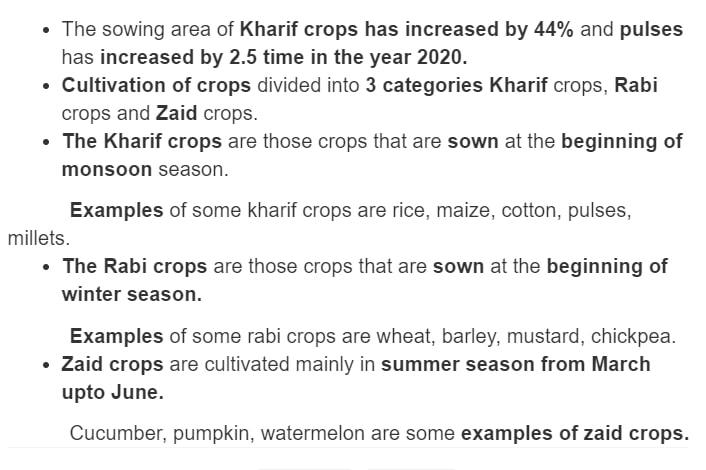 • The sowing area of Kharif crops has increased by 44% and pulses
has increased by 2.5 time in the year 2020.
• Cultivation of crops divided into 3 categories Kharif crops, Rabi
crops and Zaid crops.
• The Kharif crops are those crops that are sown at the beginning of
monsoon season.
Examples of some kharif crops are rice, maize, cotton, pulses,
millets.
• The Rabi crops are those crops that are sown at the beginning of
winter season.
Examples of some rabi crops are wheat, barley, mustard, chickpea.
• Zaid crops are cultivated mainly in summer season from March
upto June.
Cucumber, pumpkin, watermelon are some examples of zaid crops.